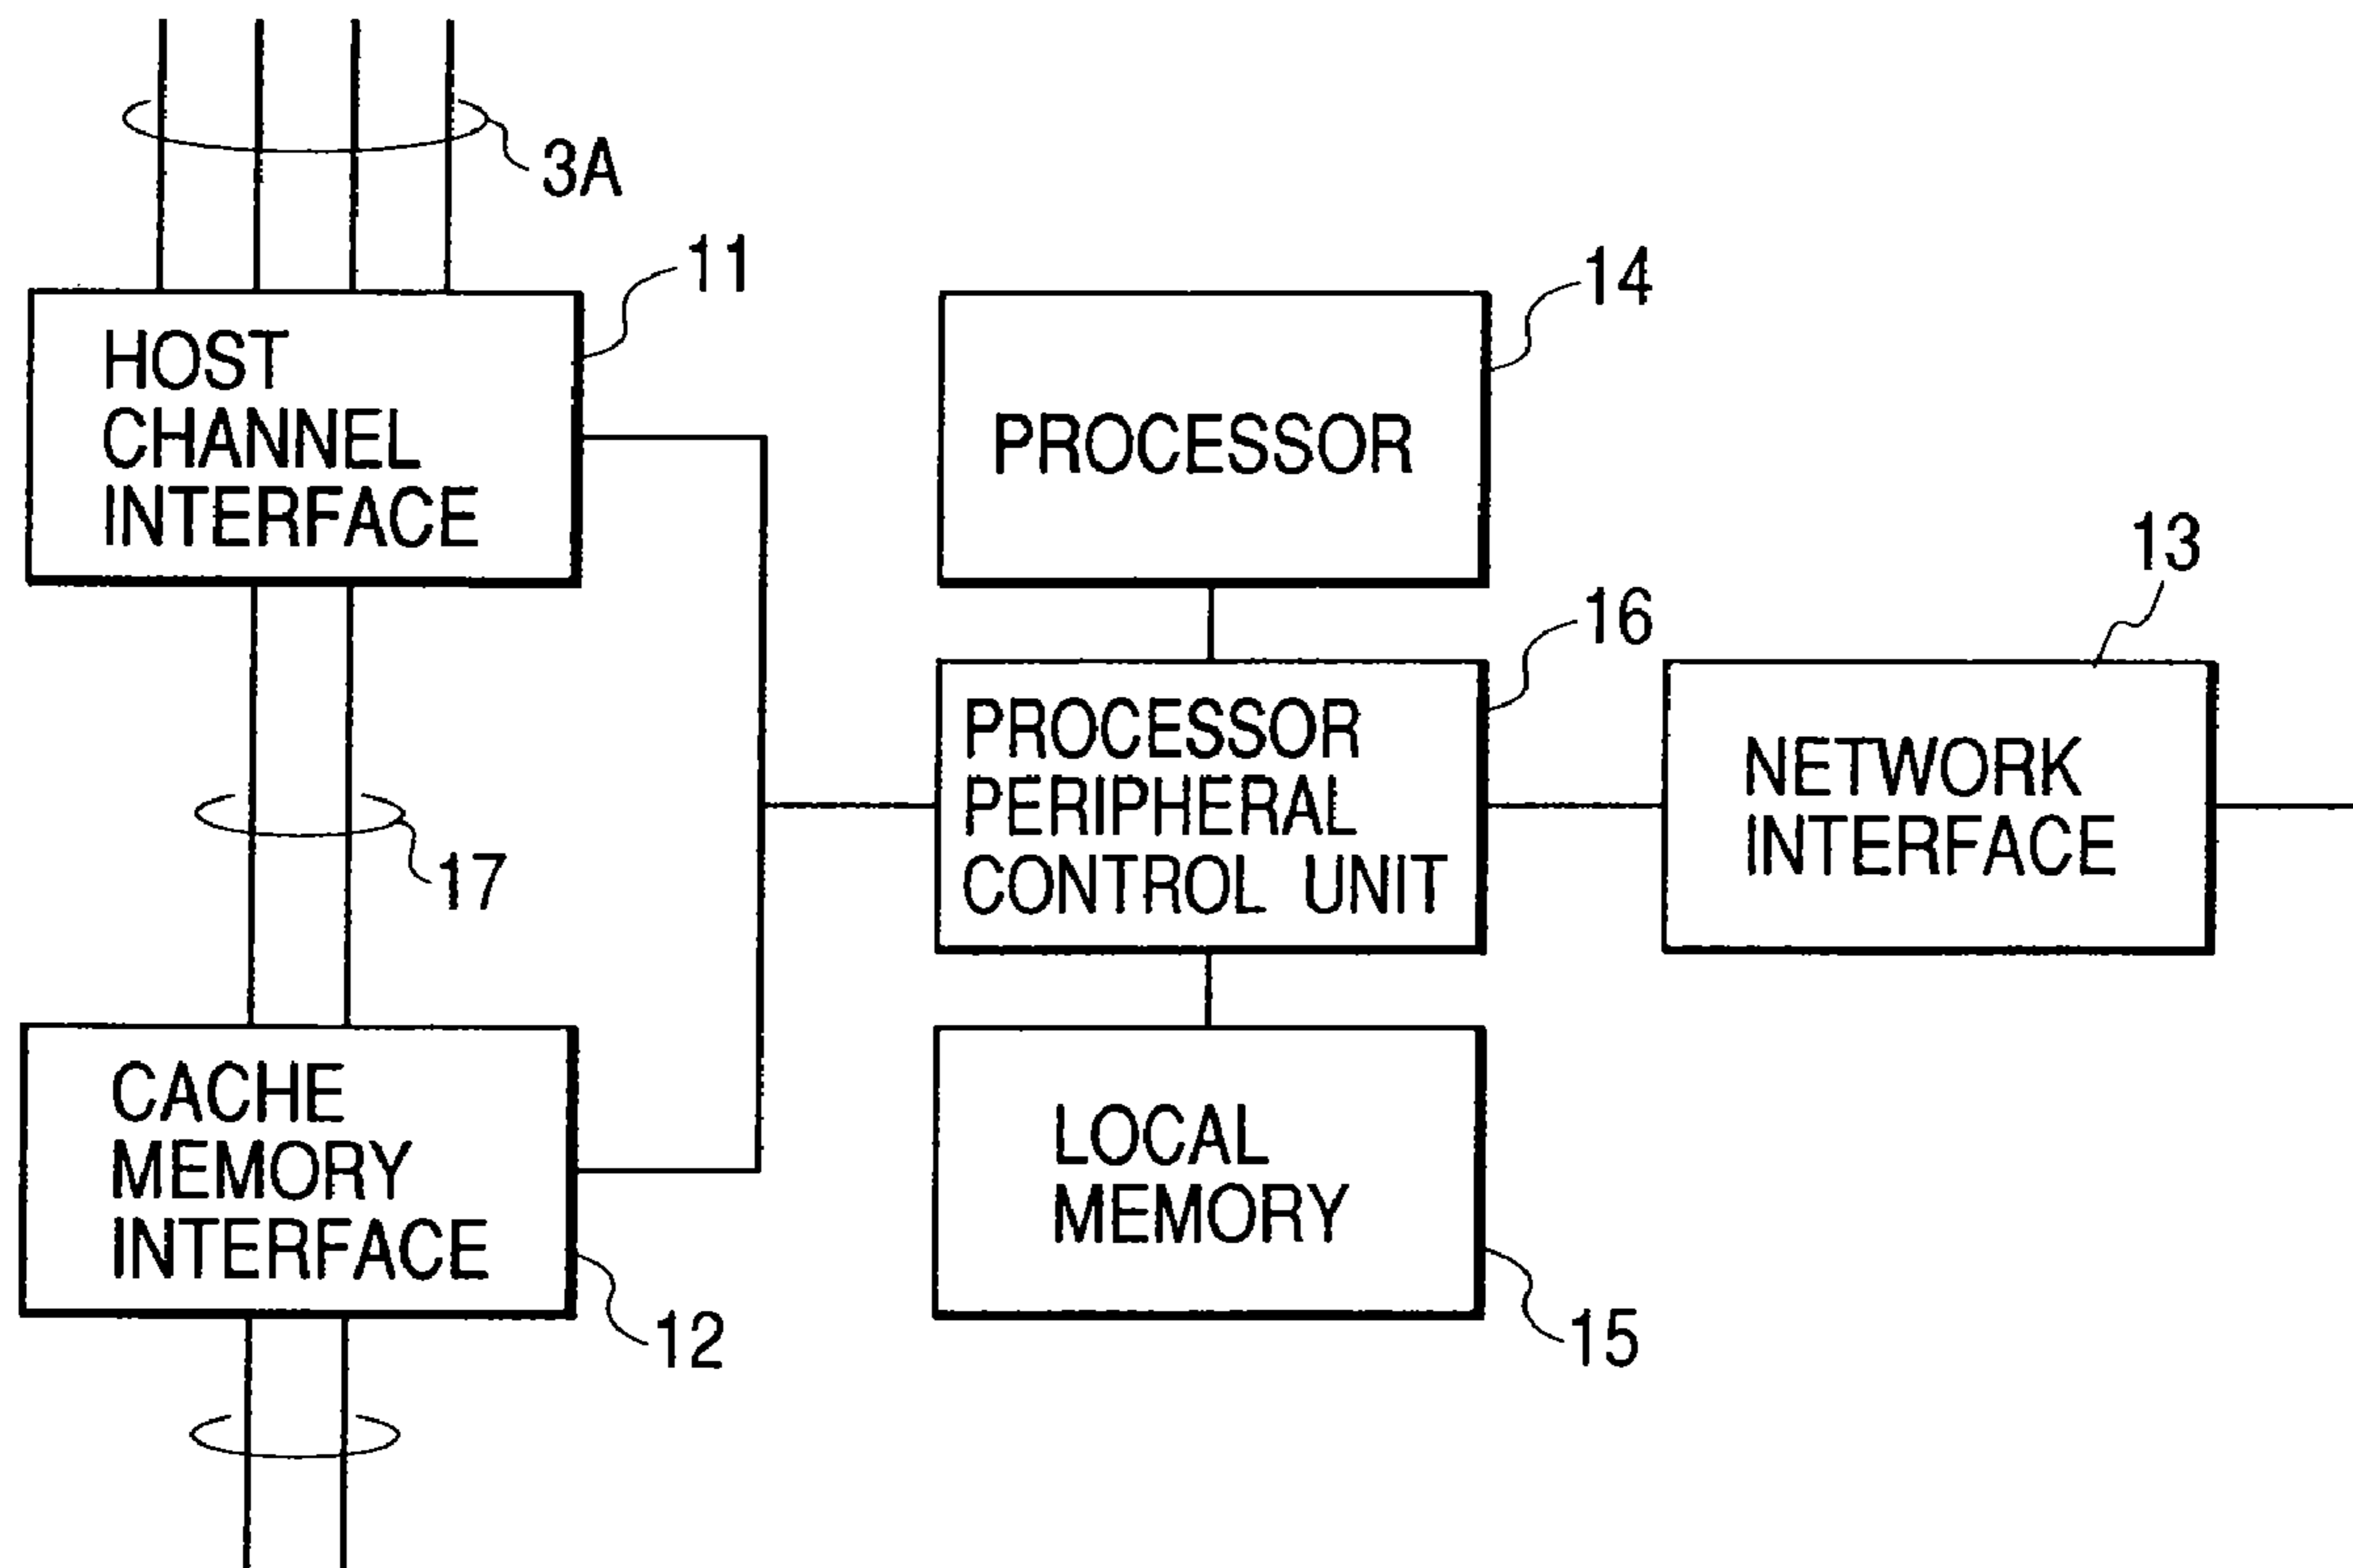 3A
11
HOST
CHANNEL
INTERFACE
14
PROCESSOR
13
16
PROCESSOR
PERIPHERAL
CONTROL UNIT
NETWORK
INTERFACE
17
CACHE
MEMORY
INTERFACE
12
LOCAL
MEMORY
15